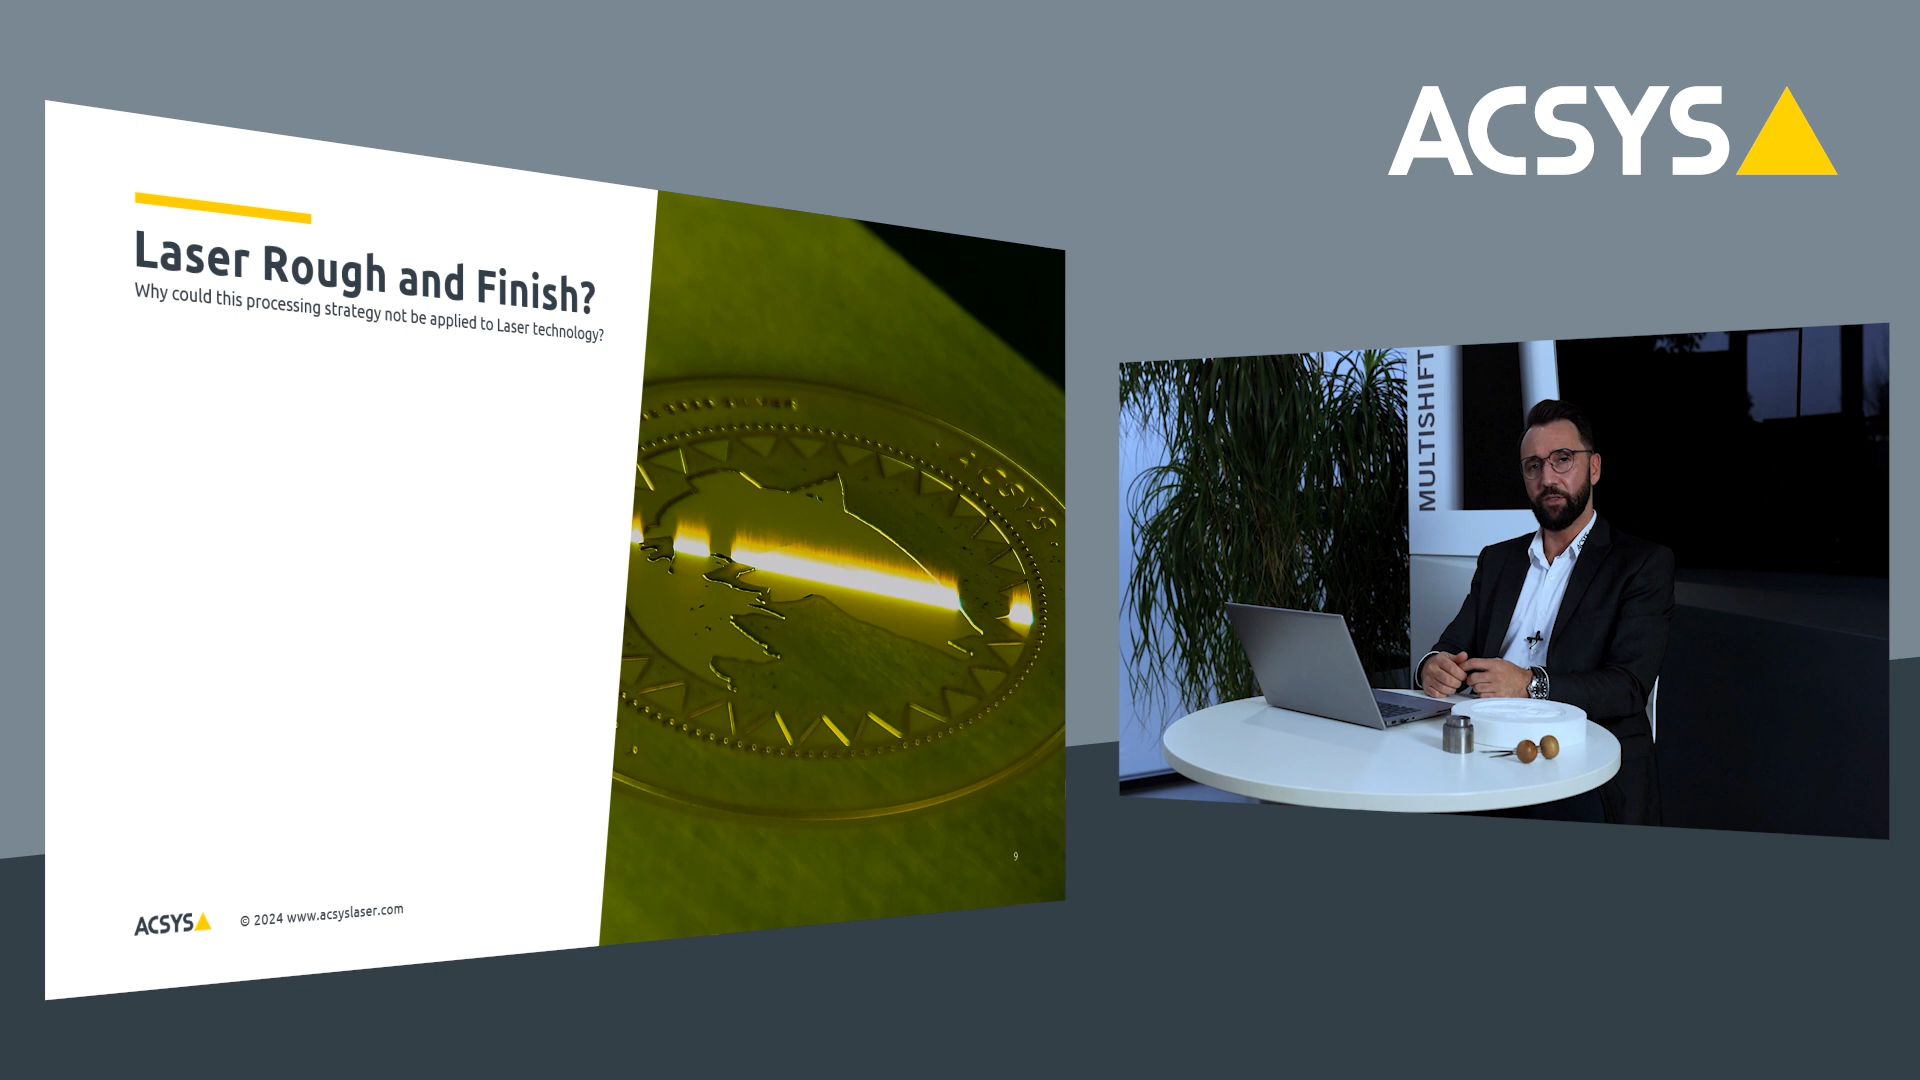 ACSYS
Laser Rough and Finish?
Why could this processing strategy not be applied to Laser technology?
ACSYS
MULTISHIFT
9
ACSYS
© 2024 www.acsyslaser.com